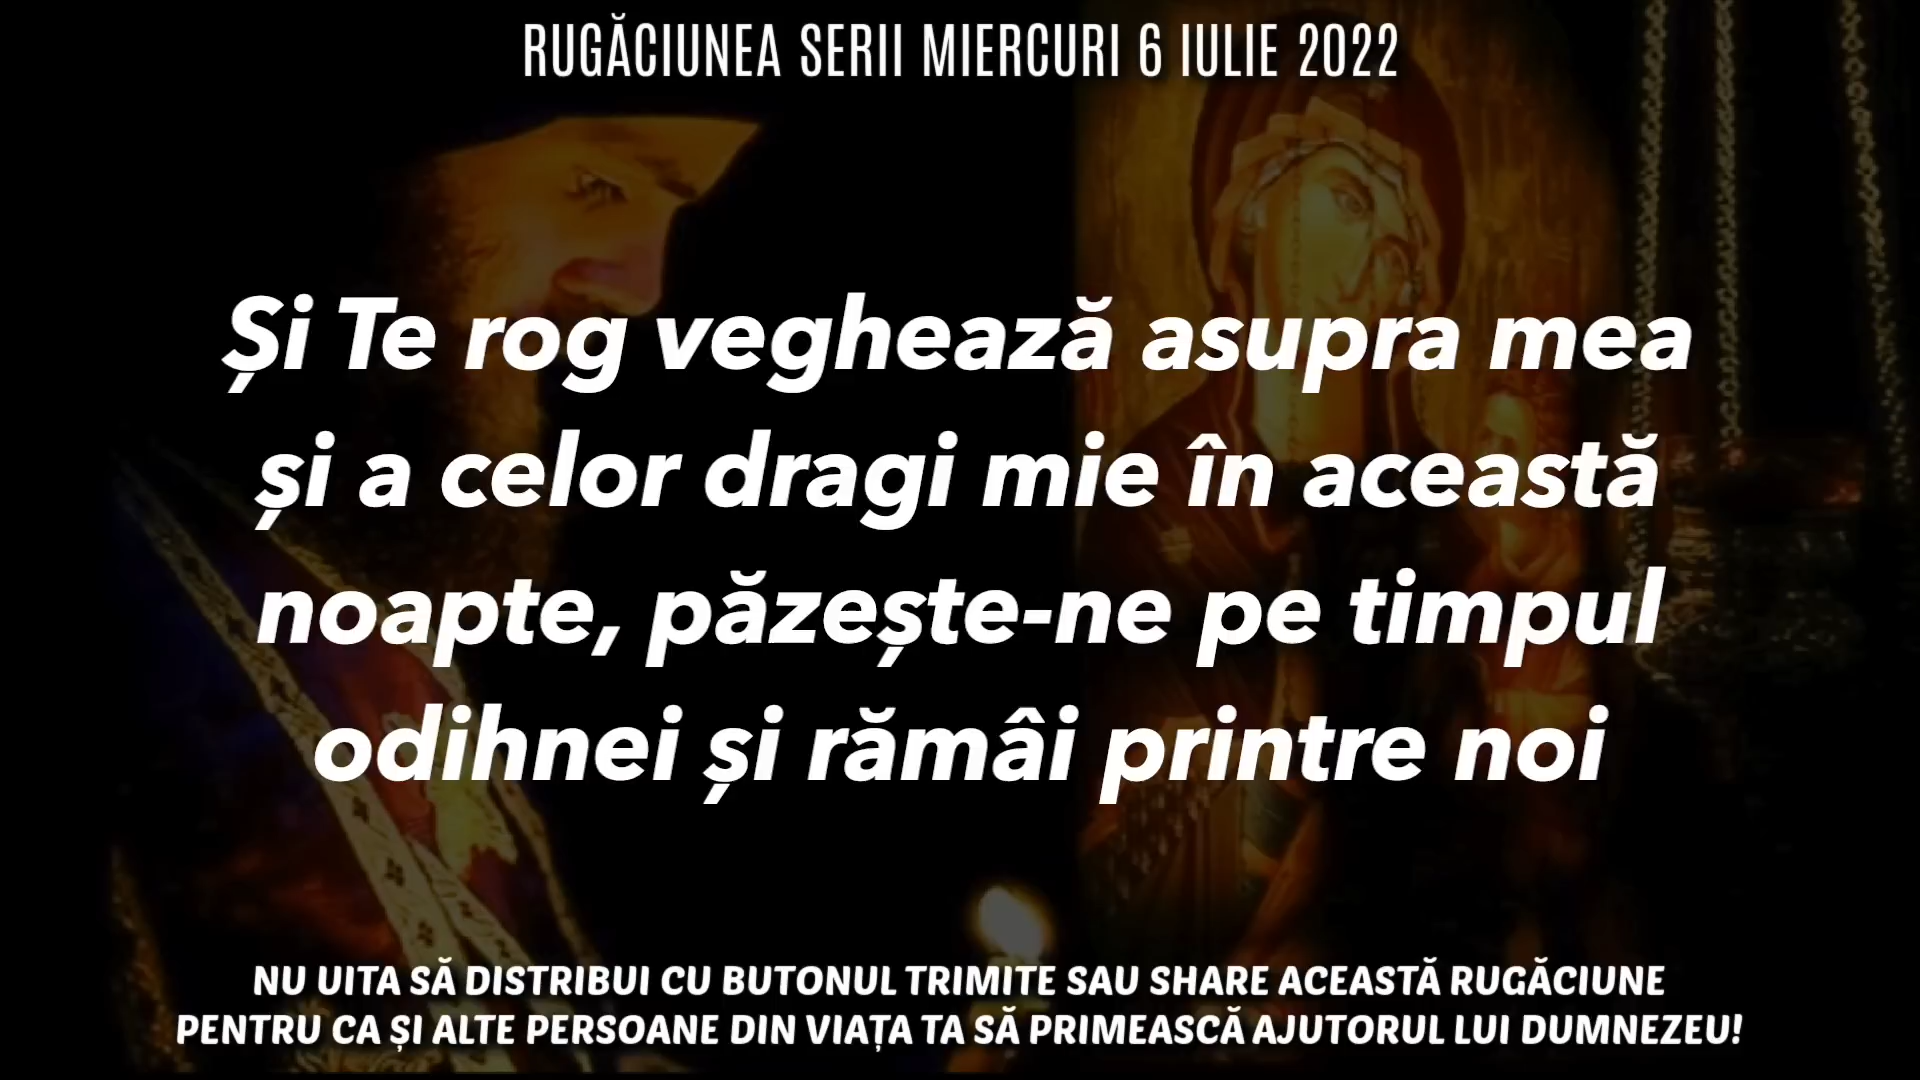 RUGĂCIUNEA SERII MIERCURI 6 IULIE 2022
Și Te rog veghează asupra mea
și a celor dragi mie în această
noapte, păzește-ne pe timpul
odihnei și rămâi printre noi
NU UITA SĂ DISTRIBUI CU BUTONUL TRIMITE SAU SHARE ACEASTĂ RUGĂCIUNE
PENTRU CA ȘI ALTE PERSOANE DIN VIAȚA TA SĂ PRIMEASCĂ AJUTORUL LUI DUMNEZEU!